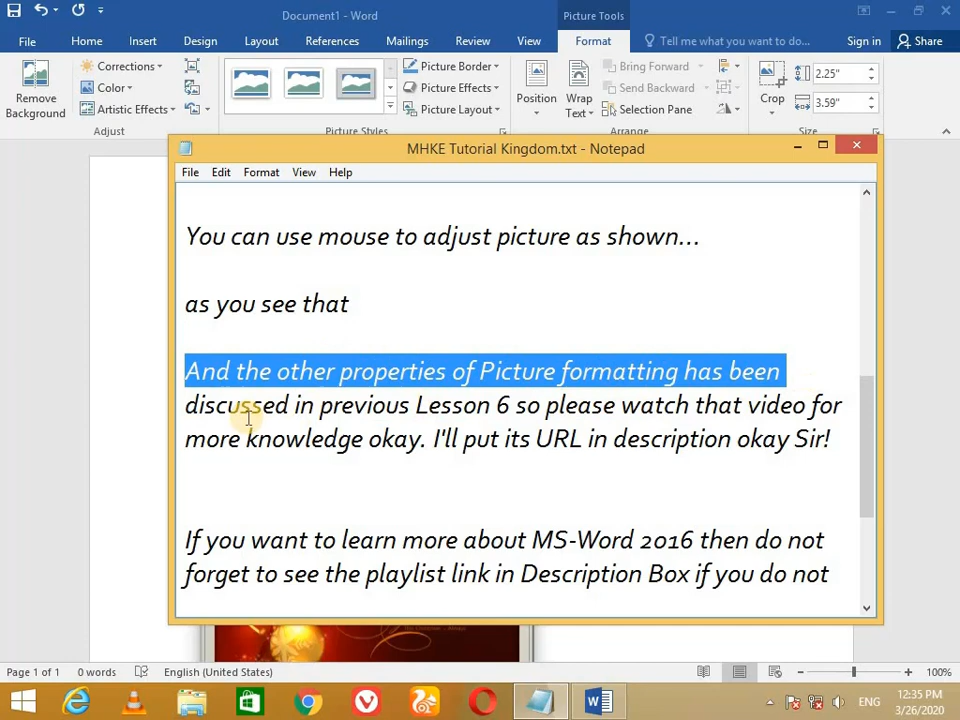 Document1 - Word
Picture Tools
File
Home
Insert
Design
Layout
References
Mailings
Review
View
Format
Tell me what you want to do...
Sign in
Share
Remove Background
Corrections
Color
Artistic Effects
Adjust
Picture Styles
Picture Border
Picture Effects
Picture Layout
Position
Wrap Text
Bring Forward
Send Backward
Selection Pane
Arrange
Crop
2.25"
3.59"
Size
MHKE Tutorial Kingdom.txt - Notepad
File Edit Format View Help
You can use mouse to adjust picture as shown...
as you see that
And the other properties of Picture formatting has been
discussed in previous Lesson 6 so please watch that video for
more knowledge okay. I'll put its URL in description okay Sir!
If you want to learn more about MS-Word 2016 then do not
forget to see the playlist link in Description Box if you do not
Page 1 of 1
0 words
English (United States)
100%
ENG
12:35 PM
3/26/2020